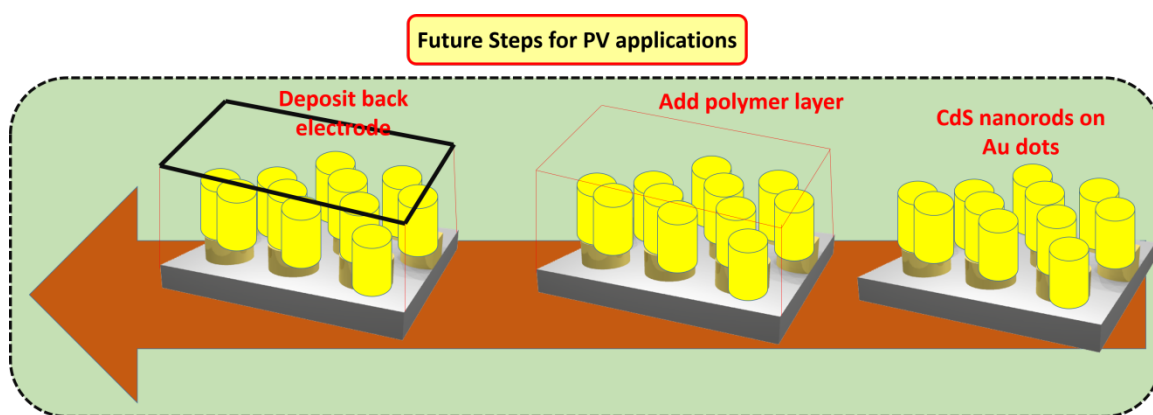 Future Steps for PV applications
Deposit back
electrode
Add polymer layer
CdS nanorods on
Au dots